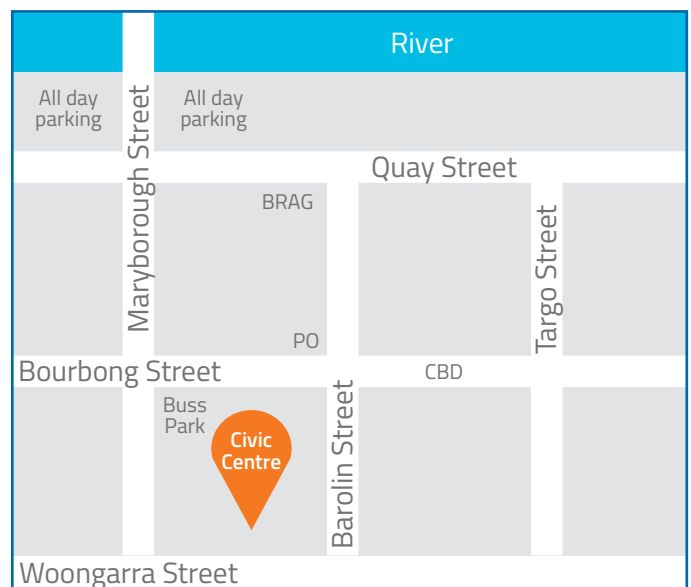 River
All day
parking
All day
parking
Maryborough Street
Quay Street
BRAG
Targo Street
PO
Bourbong Street
CBD
Buss
Park
Civic
Centre
Barolin Street
Woongarra Street